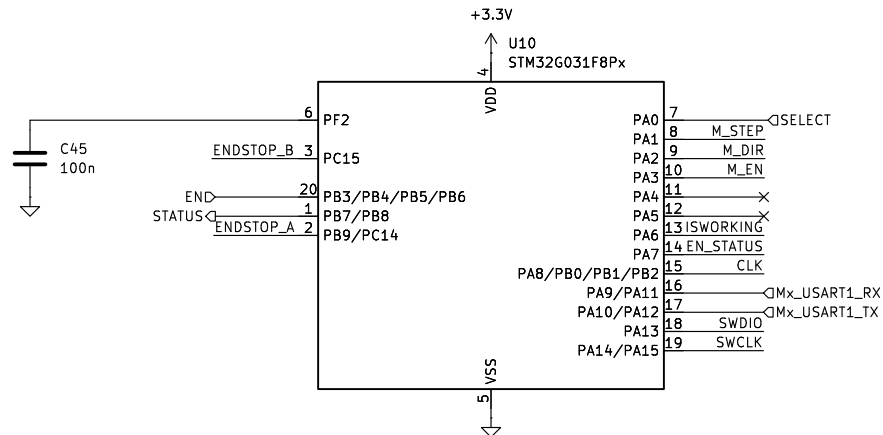 +3.3V
U10
STM32G031F8Px
4
VDD
6 PF2
C45
100n
ENDSTOP_B 3 PC15
EN 20 PB3/PB4/PB5/PB6
STATUS 1 PB7/PB8
ENDSTOP_A 2 PB9/PC14
PA0 7 SELECT
PA1 8 M_STEP
PA2 9 M_DIR
PA3 10 M_EN
PA4 11
PA5 12
PA6 13 ISWORKING
PA7 14 EN_STATUS
PA8/PB0/PB1/PB2 15 CLK
PA9/PA11 16 Mx_USART1_RX
PA10/PA12 17 Mx_USART1_TX
PA13 18 SWDIO
PA14/PA15 19 SWCLK
VSS
5